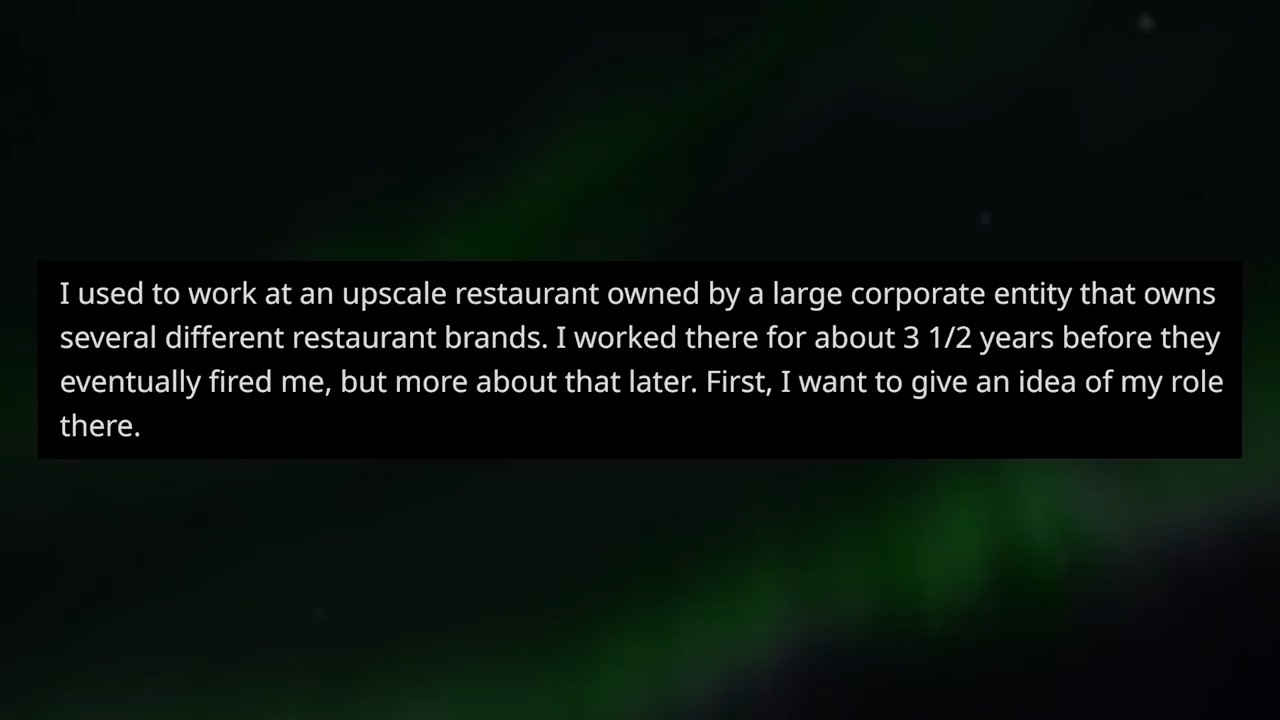 I used to work at an upscale restaurant owned by a large corporate entity that owns
several different restaurant brands. I worked there for about 3 1/2 years before they
eventually fired me, but more about that later. First, I want to give an idea of my role
there.